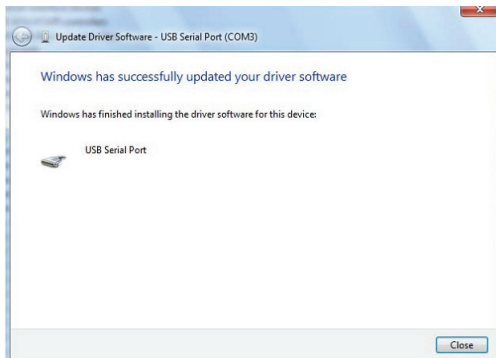 Update Driver Software - USB Serial Port (COM3)
Windows has successfully updated your driver software
Windows has finished installing the driver software for this device:
USB Serial Port
Close